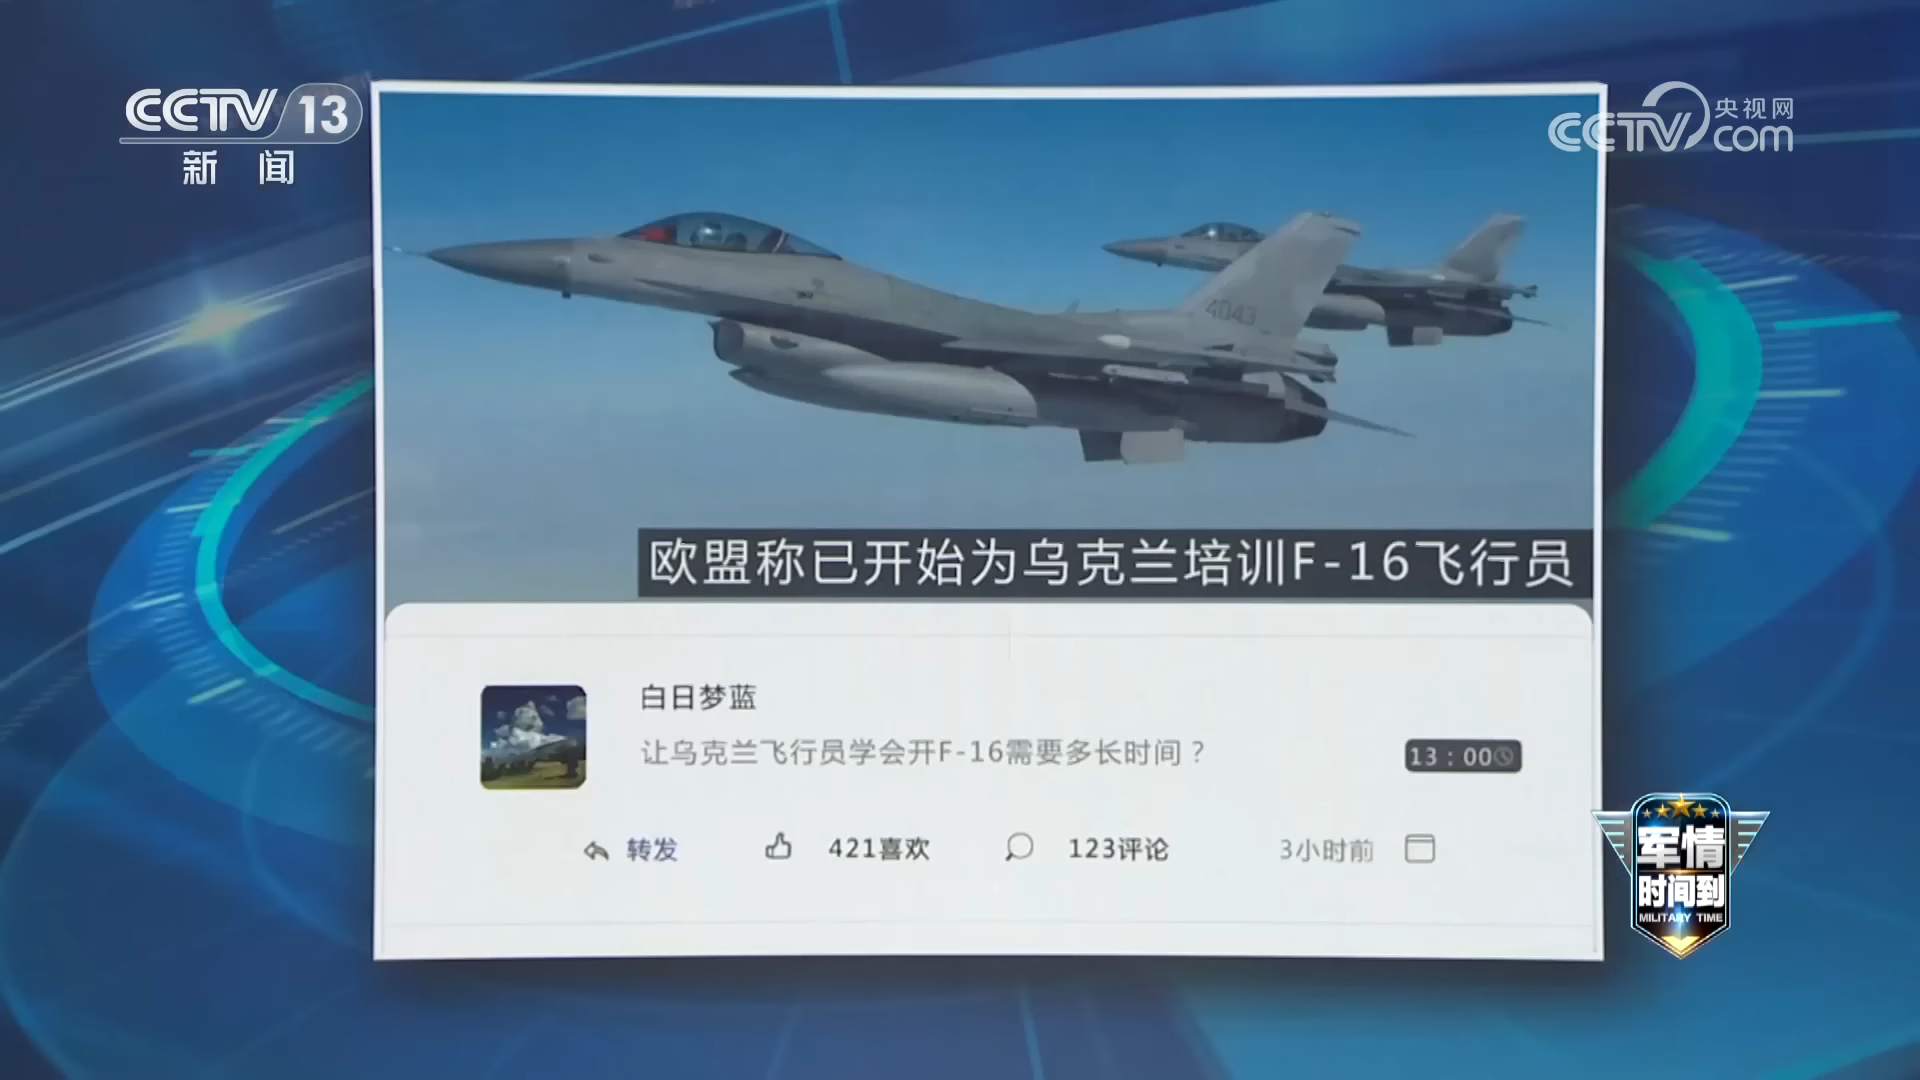 CCTV 13
新闻
央视网
CCTV.com
4043
欧盟称已开始为乌克兰培训F-16飞行员
白日梦蓝
让乌克兰飞行员学会开F-16需要多长时间？
13：00
转发
421喜欢
123评论
3小时前
军情
时间到
MILITARY TIME